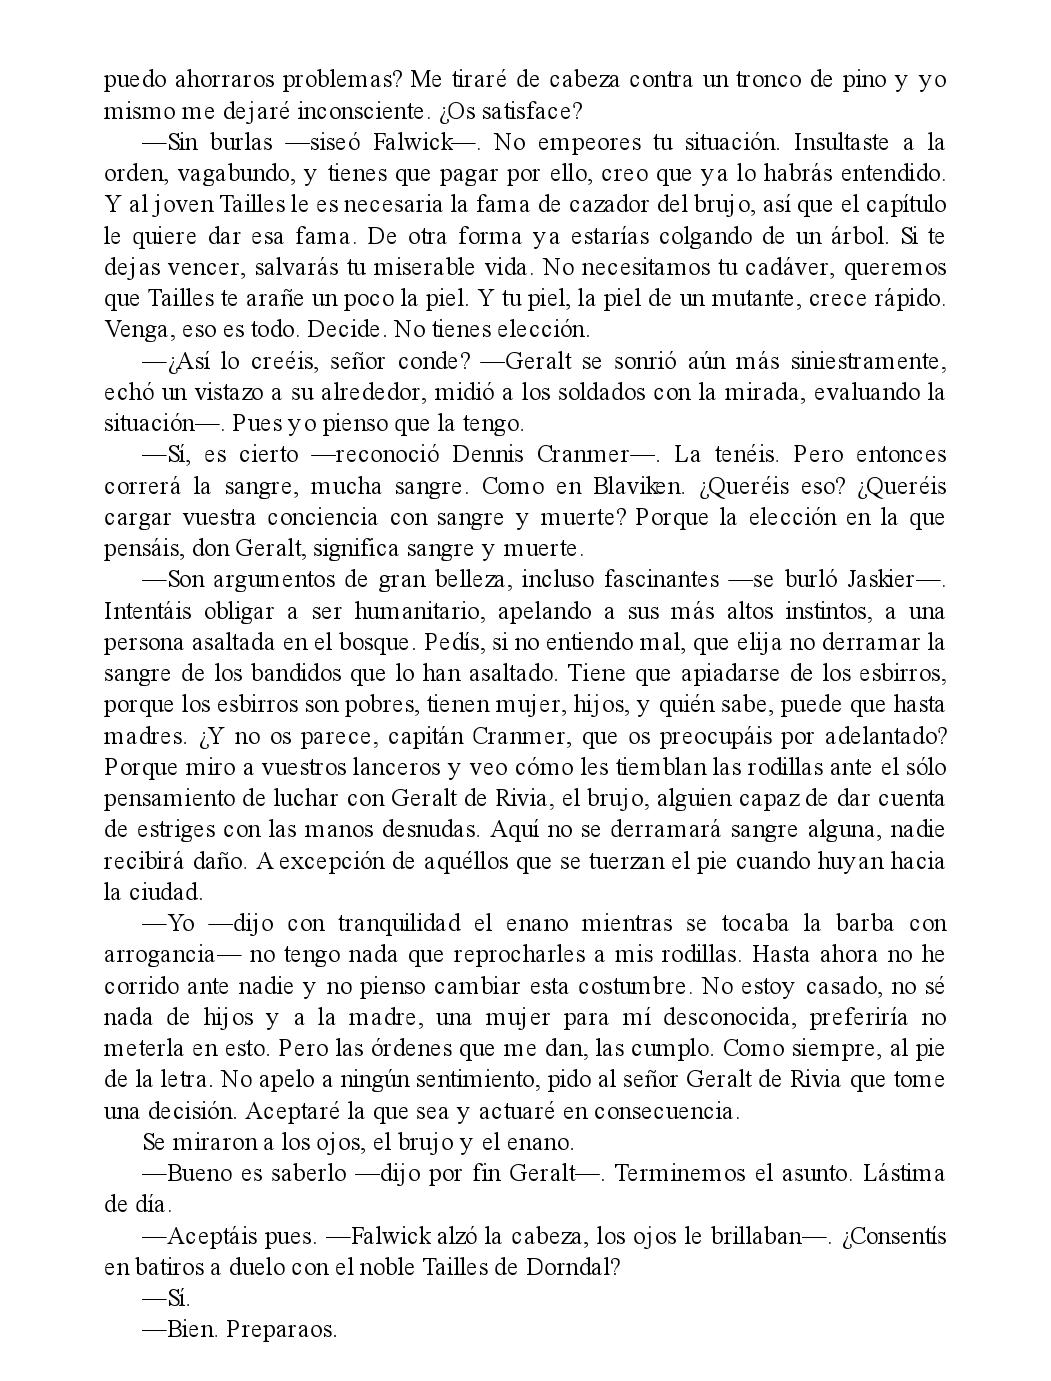 puedo ahorraros problemas? Me tiraré de cabeza contra un tronco de pino y yo
mismo me dejaré inconsciente. ¿Os satisface?
—Sin burlas —siseó Falwick—. No empeores tu situación. Insultaste a la
orden, vagabundo, y tienes que pagar por ello, creo que ya lo habrás entendido.
Y al joven Tailles le es necesaria la fama de cazador del brujo, así que el capítulo
le quiere dar esa fama. De otra forma ya estarías colgando de un árbol. Si te
dejas vencer, salvarás tu miserable vida. No necesitamos tu cadáver, queremos
que Tailles te arañe un poco la piel. Y tu piel, la piel de un mutante, crece rápido.
Venga, eso es todo. Decide. No tienes elección.
—¿Así lo creéis, señor conde? —Geralt se sonrió aún más siniestramente,
echó un vistazo a su alrededor, midió a los soldados con la mirada, evaluando la
situación—. Pues yo pienso que la tengo.
—Sí, es cierto —reconoció Dennis Cranmer—. La tenéis. Pero entonces
correrá la sangre, mucha sangre. Como en Blaviken. ¿Queréis eso? ¿Queréis
cargar vuestra conciencia con sangre y muerte? Porque la elección en la que
pensáis, don Geralt, significa sangre y muerte.
—Son argumentos de gran belleza, incluso fascinantes —se burló Jaskier—.
Intentáis obligar a ser humanitario, apelando a sus más altos instintos, a una
persona asaltada en el bosque. Pedís, si no entiendo mal, que elija no derramar la
sangre de los bandidos que lo han asaltado. Tiene que apiadarse de los esbirros,
porque los esbirros son pobres, tienen mujer, hijos, y quién sabe, puede que hasta
madres. ¿Y no os parece, capitán Cranmer, que os preocupáis por adelantado?
Porque miro a vuestros lanceros y veo cómo les tiemblan las rodillas ante el sólo
pensamiento de luchar con Geralt de Rivia, el brujo, alguien capaz de dar cuenta
de estriges con las manos desnudas. Aquí no se derramará sangre alguna, nadie
recibirá daño. A excepción de aquéllos que se tuerzan el pie cuando huyan hacia
la ciudad.
—Yo —dijo con tranquilidad el enano mientras se tocaba la barba con
arrogancia— no tengo nada que reprocharles a mis rodillas. Hasta ahora no he
corrido ante nadie y no pienso cambiar esta costumbre. No estoy casado, no sé
nada de hijos y a la madre, una mujer para mí desconocida, preferiría no
meterla en esto. Pero las órdenes que me dan, las cumplo. Como siempre, al pie
de la letra. No apelo a ningún sentimiento, pido al señor Geralt de Rivia que tome
una decisión. Aceptaré la que sea y actuaré en consecuencia.
Se miraron a los ojos, el brujo y el enano.
—Bueno es saberlo —dijo por fin Geralt—. Terminemos el asunto. Lástima
de día.
—Aceptáis pues. —Falwick alzó la cabeza, los ojos le brillaban—. ¿Consentís
en batiros a duelo con el noble Tailles de Dorndal?
—Sí.
—Bien. Preparaos.